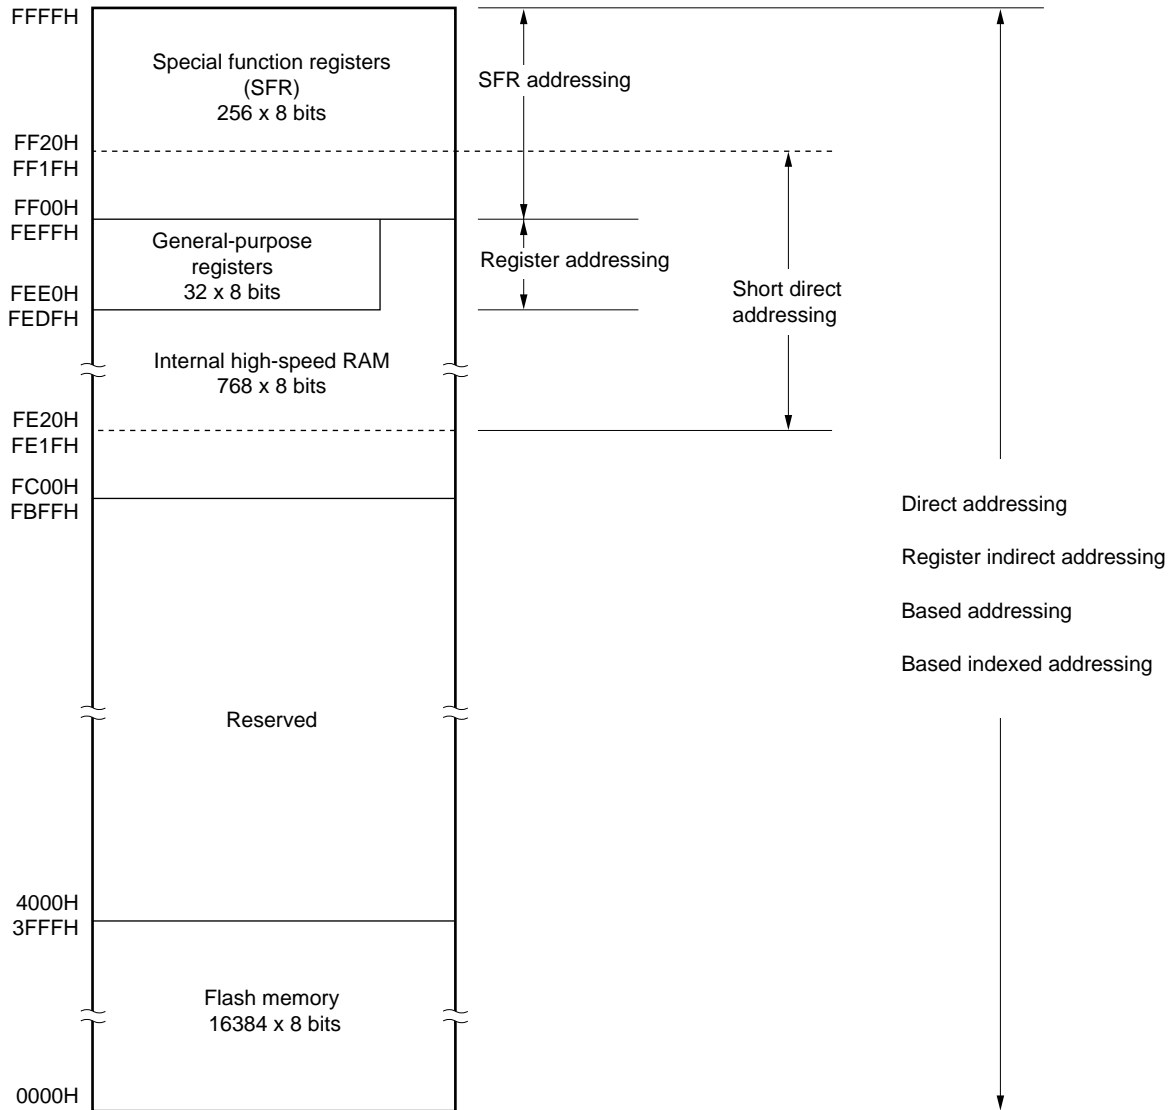 FFFFH
Special function registers
(SFR)
256 x 8 bits
SFR addressing
FF20H
FF1FH
FF00H
FEFFH
General-purpose
registers
32 x 8 bits
Register addressing
FEE0H
FEDFH
Short direct
addressing
Internal high-speed RAM
768 x 8 bits
FE20H
FE1FH
FC00H
FBFFH
Direct addressing
Register indirect addressing
Based addressing
Based indexed addressing
Reserved
4000H
3FFFH
Flash memory
16384 x 8 bits
0000H